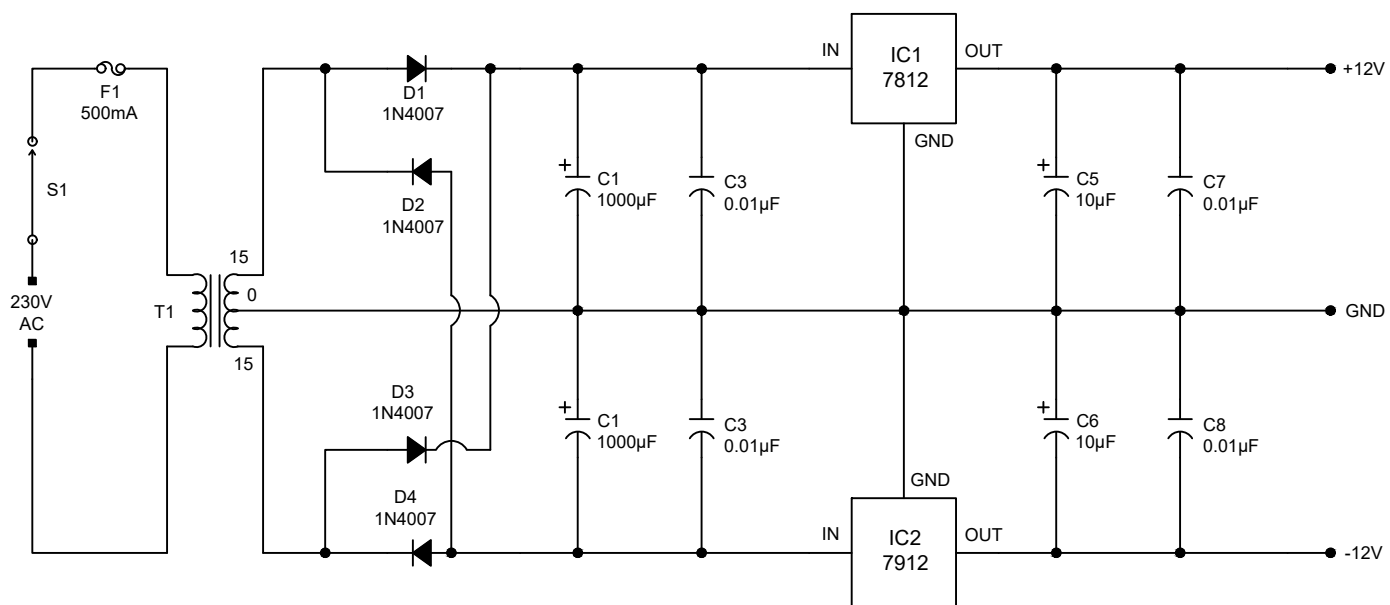 F1
500mA
S1
230V
AC
T1
15
0
15
D1
1N4007
D2
1N4007
D3
1N4007
D4
1N4007
+
C1
1000µF
C3
0.01µF
+
C1
1000µF
C3
0.01µF
IN
IC1
7812
OUT
GND
GND
IN
IC2
7912
OUT
+
C5
10µF
C7
0.01µF
+
C6
10µF
C8
0.01µF
+12V
GND
-12V